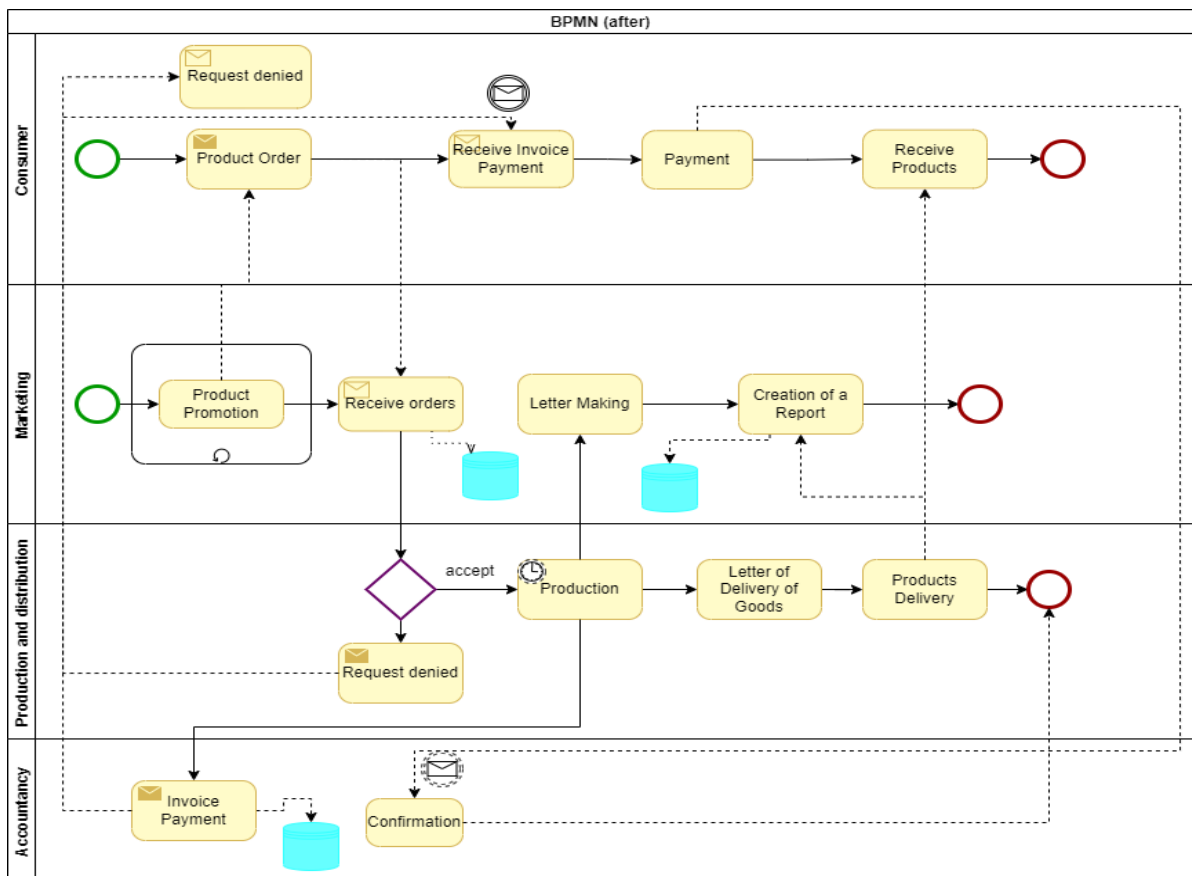 BPMN (after)
Consumer
Request denied
Product Order
Receive Invoice
Payment
Payment
Receive
Products
Marketing
Product
Promotion
Receive orders
Letter Making
Creation of a
Report
Production and distribution
accept
Production
Letter of
Delivery of
Goods
Products
Delivery
Request denied
Accountancy
Invoice
Payment
Confirmation